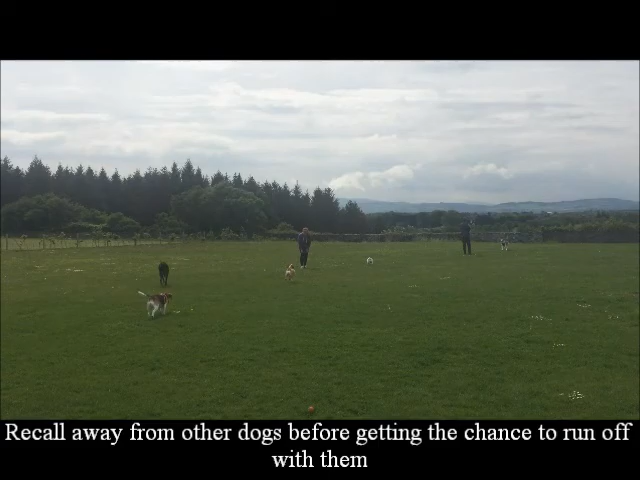 Recall away from other dogs before getting the chance to run off
with them